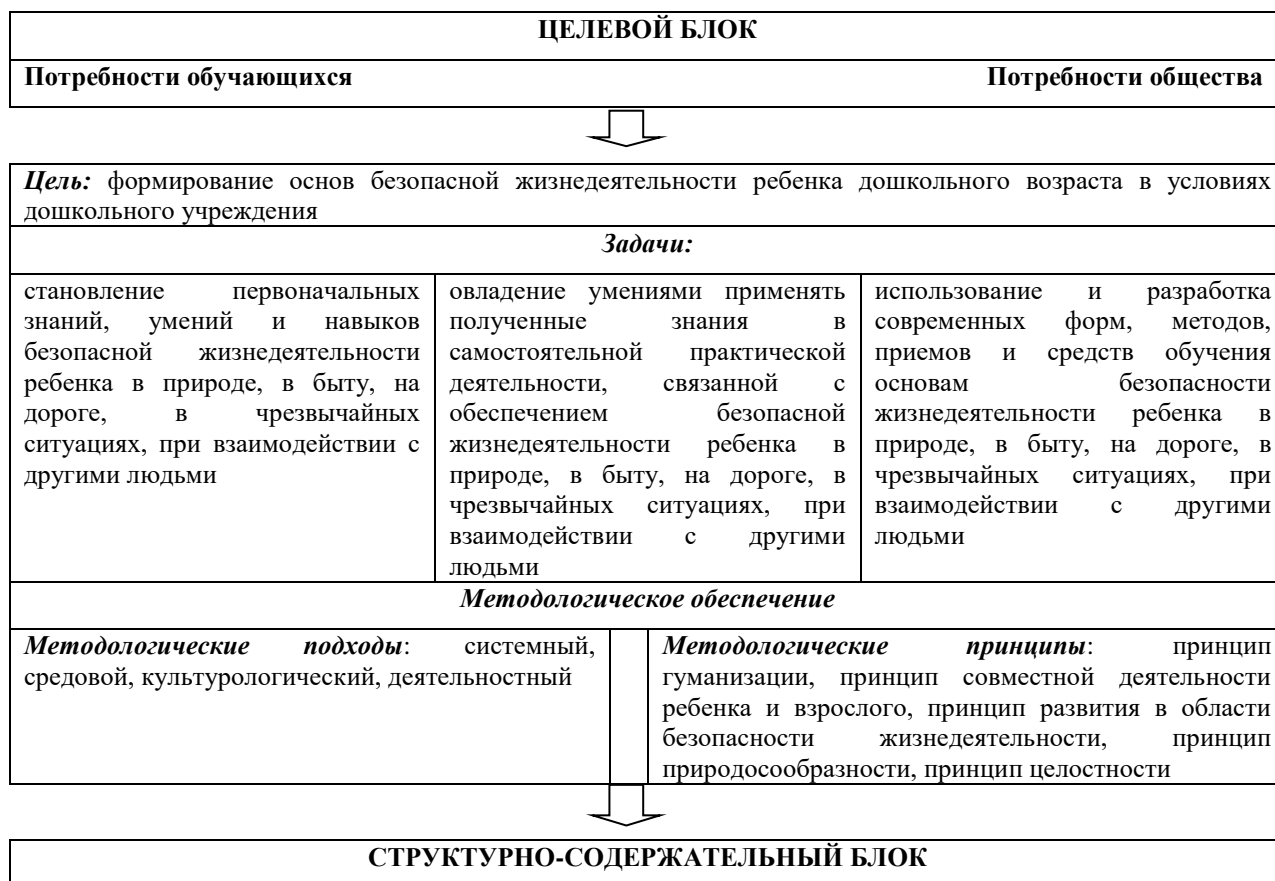 ЦЕЛЕВОЙ БЛОК
Потребности обучающихся Потребности общества
Цель: формирование основ безопасной жизнедеятельности ребенка дошкольного возраста в условиях
дошкольного учреждения
Задачи:
становление первоначальных
знаний, умений и навыков
безопасной жизнедеятельности
ребенка в природе, в быту, на
дороге, в чрезвычайных
ситуациях, при взаимодействии с
другими людьми
овладение умениями применять
полученные знания в
самостоятельной практической
деятельности, связанной с
обеспечением безопасной
жизнедеятельности ребенка в
природе, в быту, на дороге, в
чрезвычайных ситуациях, при
взаимодействии с другими
людьми
использование и разработка
современных форм, методов,
приемов и средств обучения
основам безопасности
жизнедеятельности ребенка в
природе, в быту, на дороге, в
чрезвычайных ситуациях, при
взаимодействии с другими
людьми
Методологическое обеспечение
Методологические подходы: системный,
средовой, культурологический, деятельностный
Методологические принципы: принцип
гуманизации, принцип совместной деятельности
ребенка и взрослого, принцип развития в области
безопасности жизнедеятельности, принцип
природосообразности, принцип целостности
СТРУКТУРНО-СОДЕРЖАТЕЛЬНЫЙ БЛОК